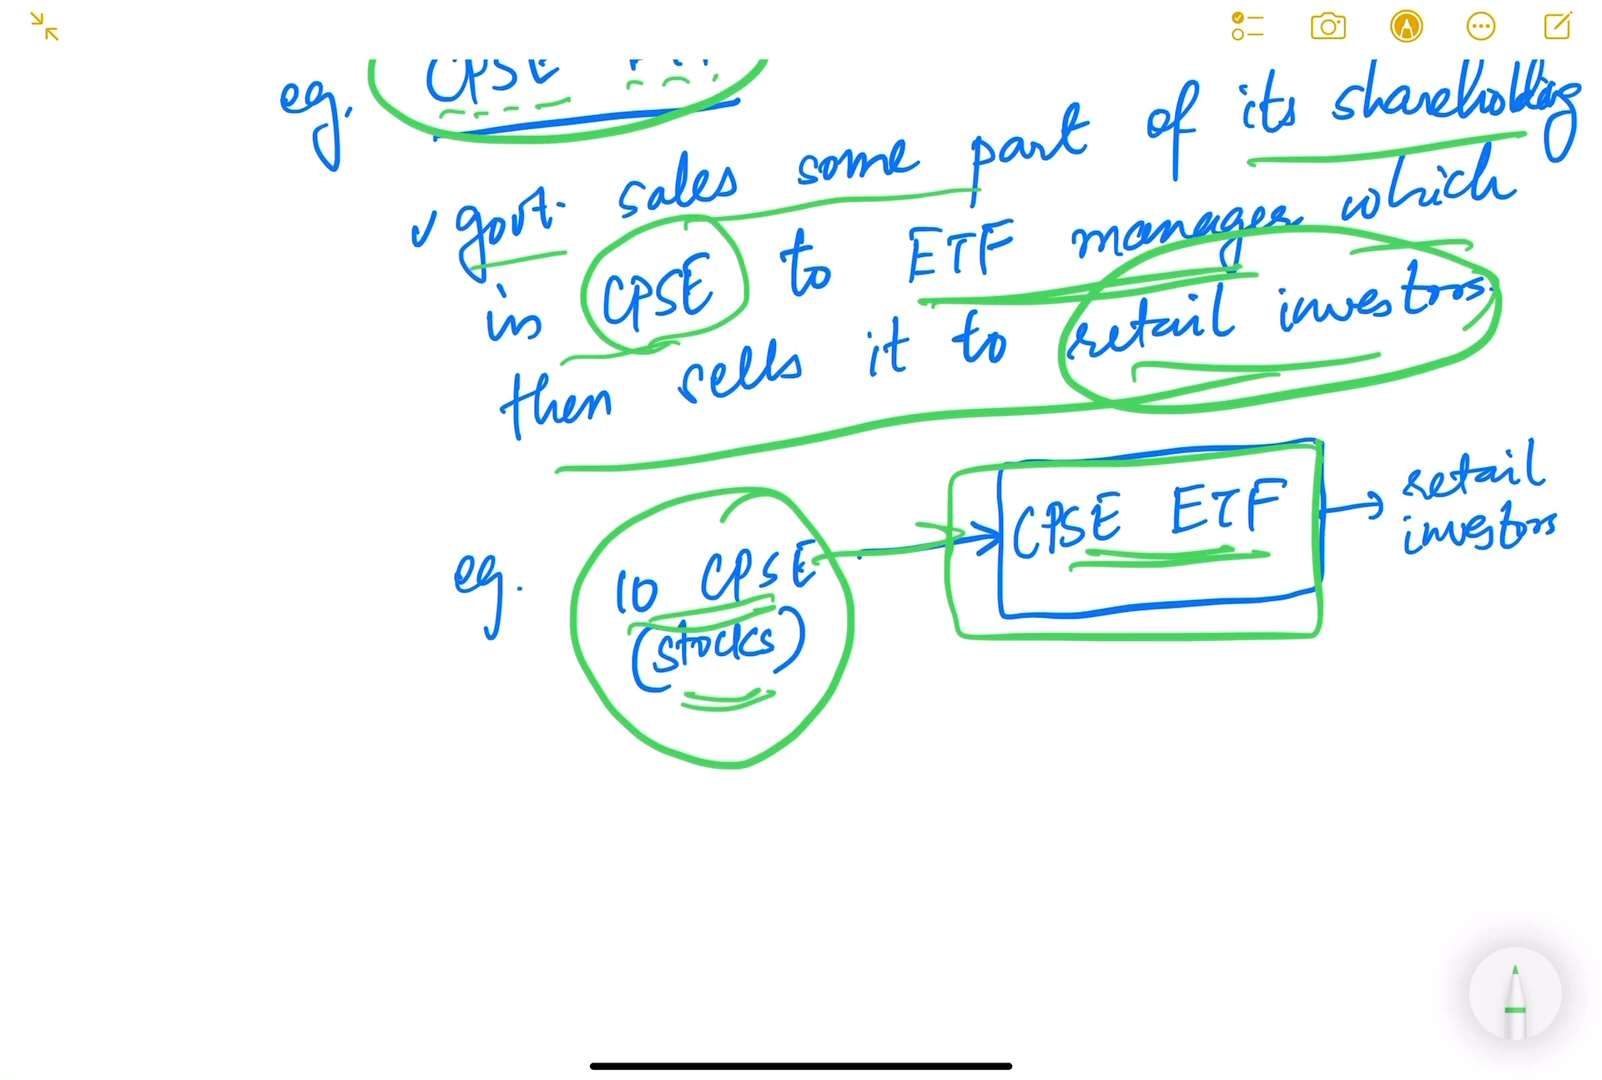 eg. CPSE ETF
govt. sales some part of its shareholding
in CPSE to ETF manager which
then sells it to retail investors.
eg. 10 CPSE
(stocks)
CPSE ETF
retail
investors